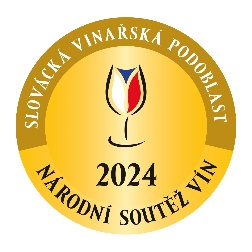 SLOVÁCKÁ VINAŘSKÁ PODOBLAST
2024
NÁRODNÍ SOUTĚŽ VÍN